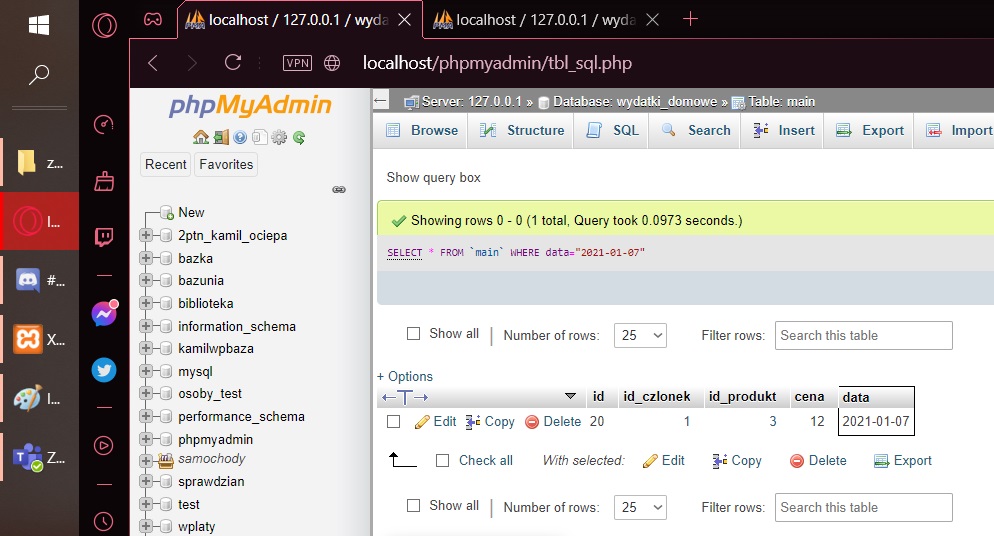 localhost / 127.0.0.1 / wyda
localhost / 127.0.0.1 / wyda
VPN
localhost/phpmyadmin/tbl_sql.php
z...
I...
#...
X...
I...
Z...
phpMyAdmin
Recent
Favorites
New
2ptn_kamil_ociepa
bazka
bazunia
biblioteka
information_schema
kamilwpbaza
mysql
osoby_test
performance_schema
phpmyadmin
samochody
sprawdzian
test
wplaty
Server: 127.0.0.1 » Database: wydatki_domowe » Table: main
Browse Structure SQL Search Insert Export Import
Show query box
Showing rows 0 - 0 (1 total, Query took 0.0973 seconds.)
SELECT * FROM `main` WHERE data="2021-01-07"
Show all | Number of rows: 25 Filter rows: Search this table
+ Options
←T→ id id_czlonek id_produkt cena data
Edit Copy Delete 20 1 3 12 2021-01-07
Check all With selected: Edit Copy Delete Export
Show all | Number of rows: 25 Filter rows: Search this table